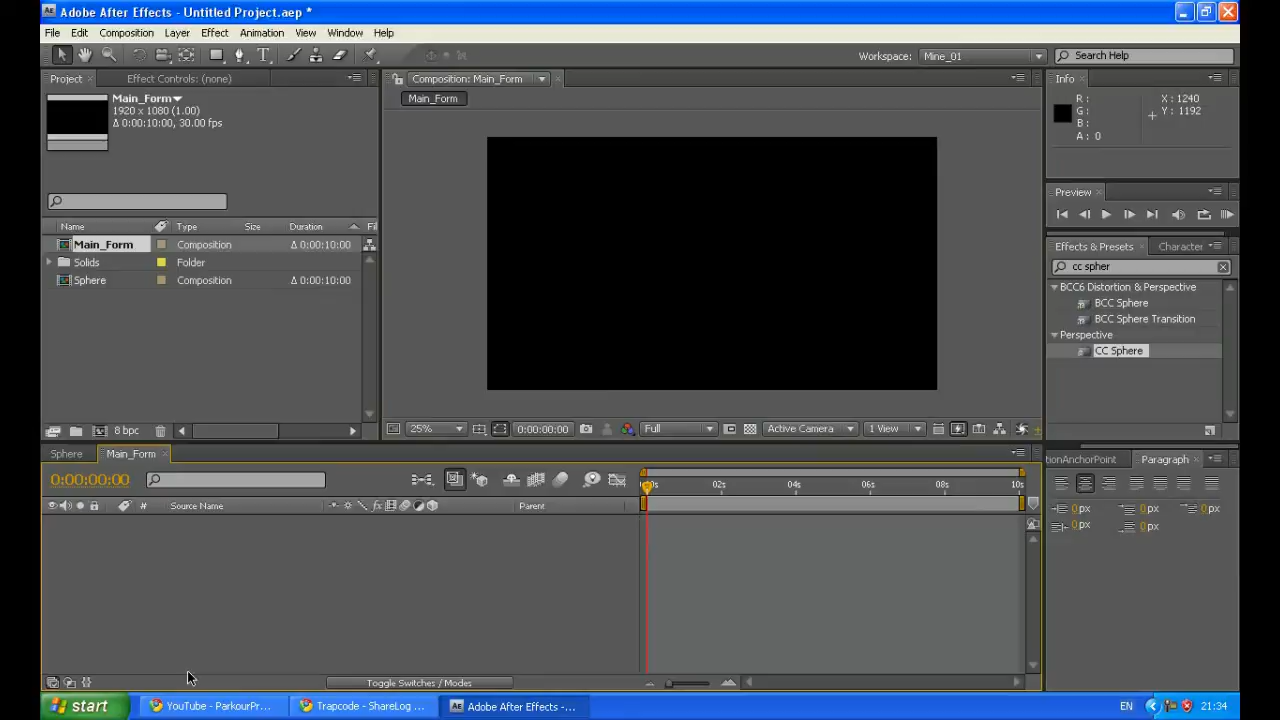 Adobe After Effects - Untitled Project.aep *
File Edit Composition Layer Effect Animation View Window Help
Workspace: Mine_01 Search Help
Project Effect Controls: (none) Composition: Main_Form Info
Main_Form
1920 x 1080 (1.00)
Δ 0:00:10:00, 30.00 fps
Main_Form
R :
G :
B :
A : 0
X : 1240
Y : 1192
Preview
Name Type Size Duration Fil
Main_Form Composition Δ 0:00:10:00
Solids Folder
Sphere Composition Δ 0:00:10:00
Effects & Presets Character
cc spher
BCC6 Distortion & Perspective
BCC Sphere
BCC Sphere Transition
Perspective
CC Sphere
8 bpc
25% 0:00:00:00 Full Active Camera 1 View
Sphere Main_Form
0:00:00:00
02s 04s 06s 08s 10s
# Source Name fx Parent
tionAnchorPoint Paragraph
0 px 0 px 0 px
0 px 0 px
Toggle Switches / Modes
start YouTube - ParkourPr... Trapcode - ShareLog ... Adobe After Effects -... EN 21:34